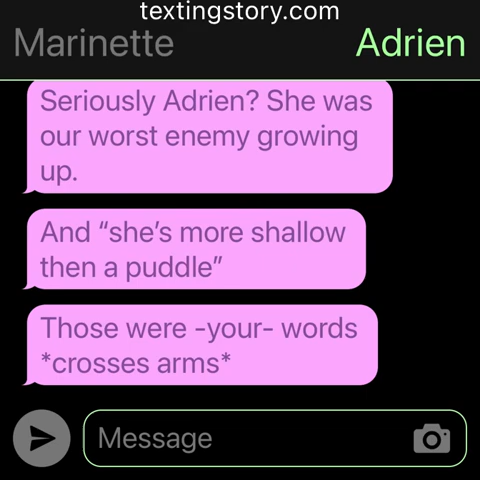 textingstory.com
Marinette Adrien
Seriously Adrien? She was
our worst enemy growing
up.
And “she’s more shallow
then a puddle”
Those were -your- words
*crosses arms*
Message